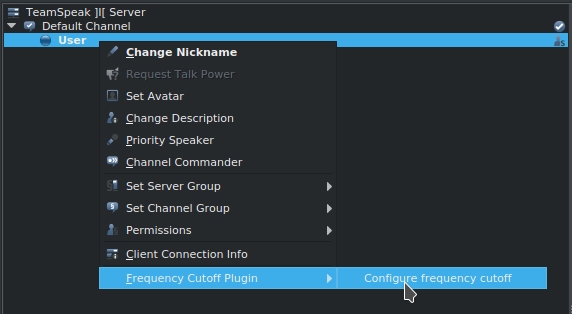 TeamSpeak ]I[ Server
Default Channel
User
Change Nickname
Request Talk Power
Set Avatar
Change Description
Priority Speaker
Channel Commander
Set Server Group
Set Channel Group
Permissions
Client Connection Info
Frequency Cutoff Plugin
Configure frequency cutoff